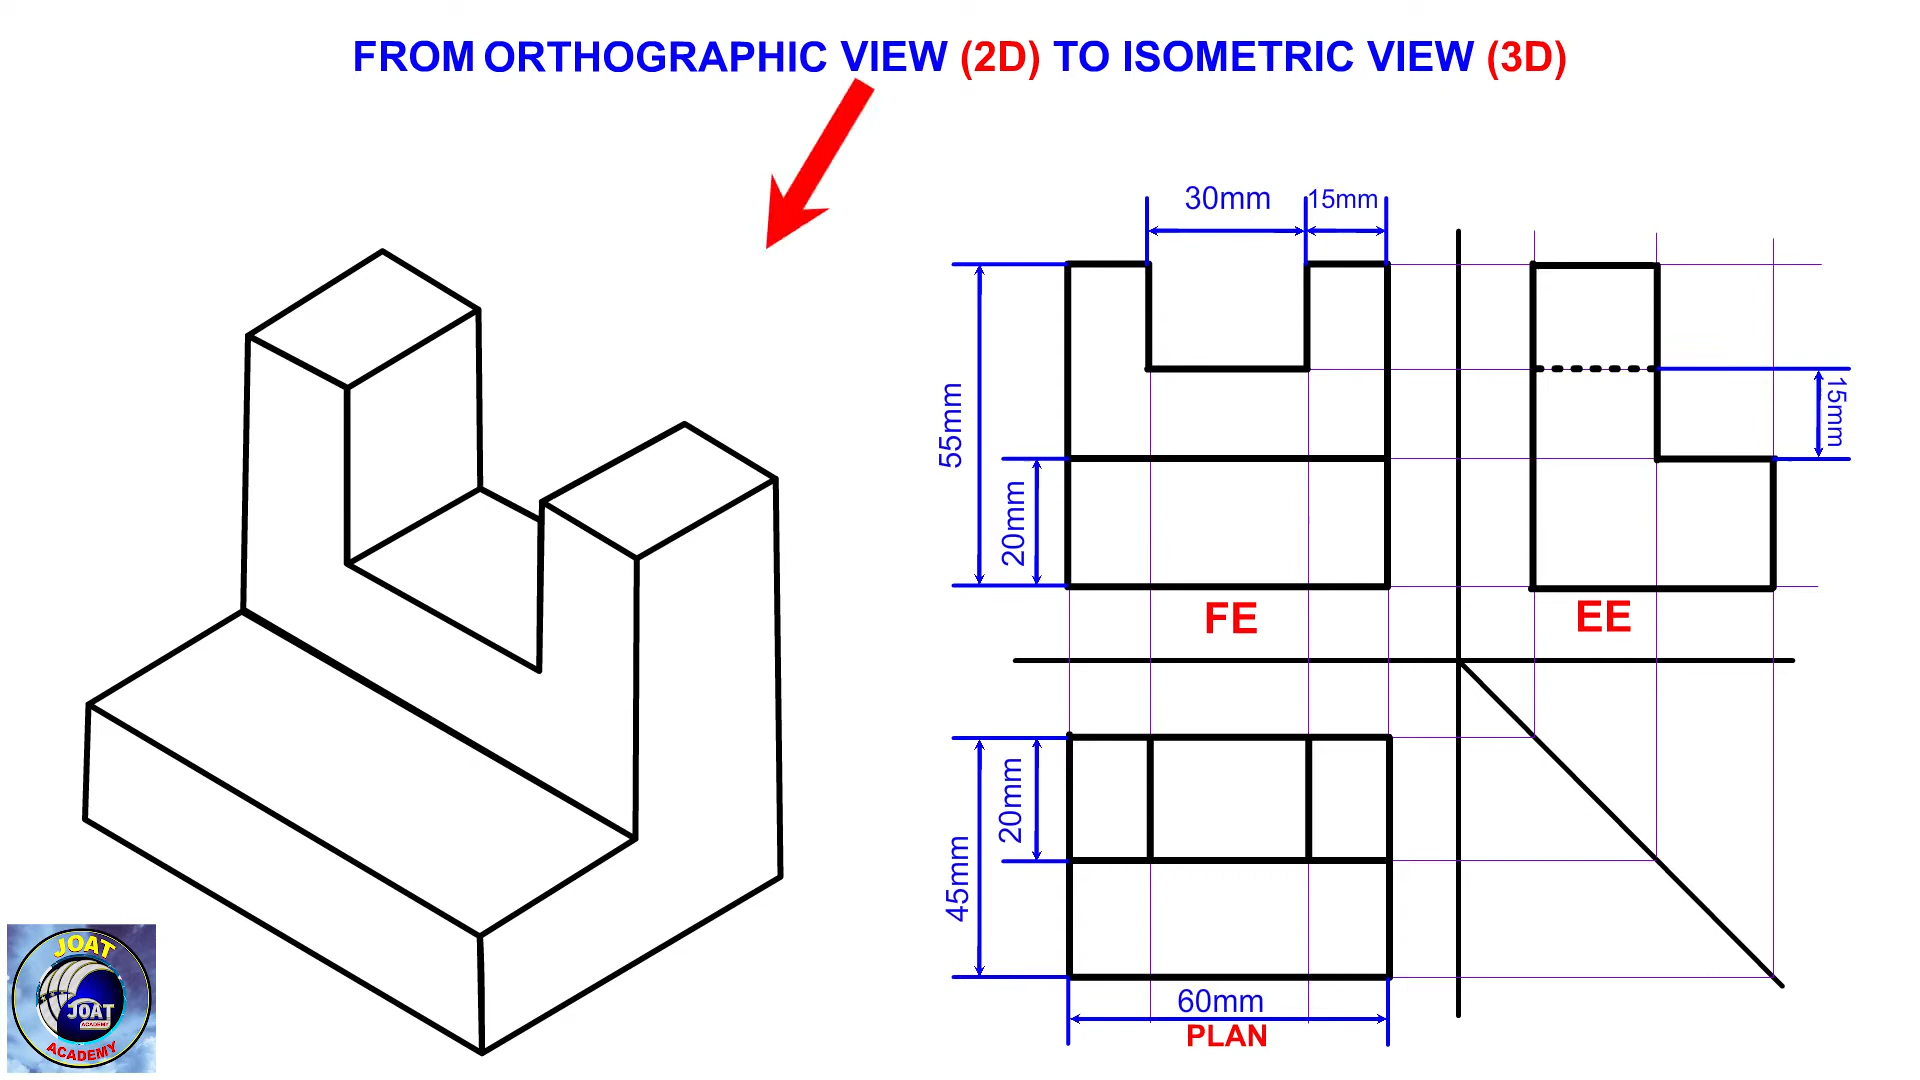 FROM ORTHOGRAPHIC VIEW (2D) TO ISOMETRIC VIEW (3D)
30mm
15mm
55mm
20mm
15mm
FE
EE
20mm
45mm
60mm
PLAN
JOAT
JOAT
ACADEMY
ACADEMY